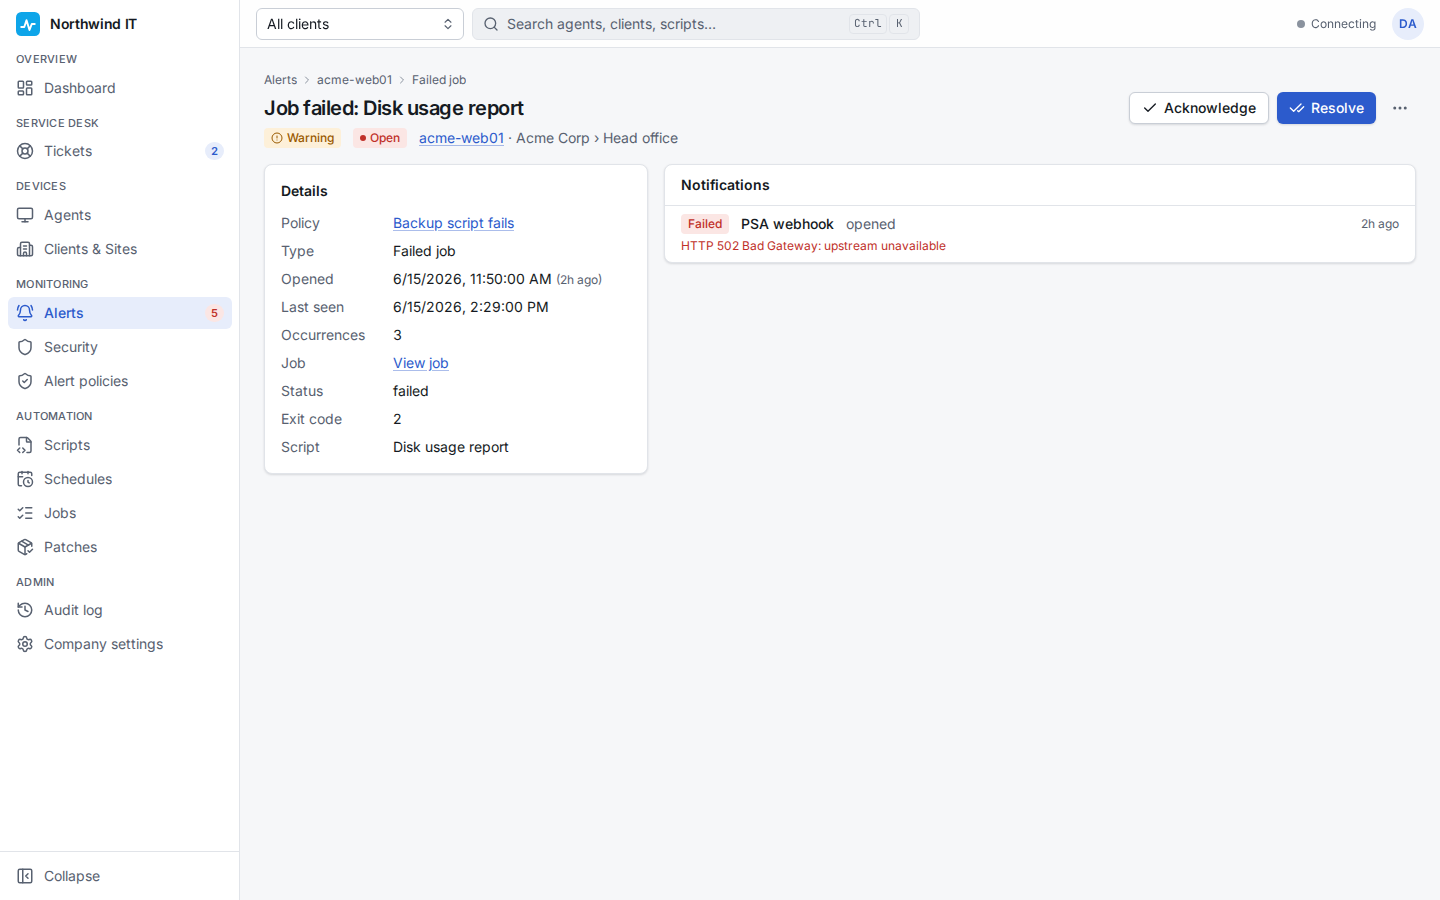 Northwind IT
OVERVIEW
Dashboard
SERVICE DESK
Tickets 2
DEVICES
Agents
Clients & Sites
MONITORING
Alerts 5
Security
Alert policies
AUTOMATION
Scripts
Schedules
Jobs
Patches
ADMIN
Audit log
Company settings
Collapse
All clients
Search agents, clients, scripts... Ctrl K
Connecting
DA
Alerts > acme-web01 > Failed job
Job failed: Disk usage report
Acknowledge
Resolve
Warning Open acme-web01 · Acme Corp › Head office
Details
Policy Backup script fails
Type Failed job
Opened 6/15/2026, 11:50:00 AM (2h ago)
Last seen 6/15/2026, 2:29:00 PM
Occurrences 3
Job View job
Status failed
Exit code 2
Script Disk usage report
Notifications
Failed PSA webhook opened 2h ago
HTTP 502 Bad Gateway: upstream unavailable